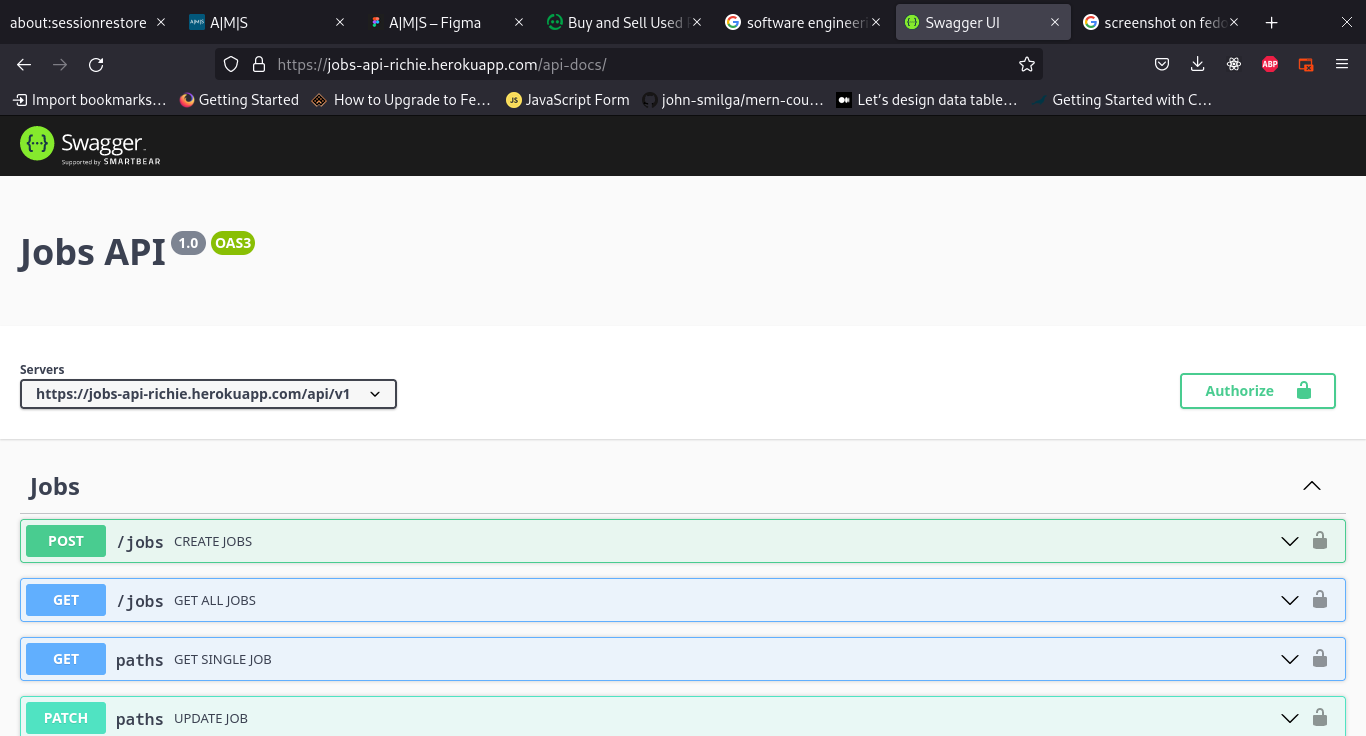 about:sessionrestore A|M|S A|M|S – Figma Buy and Sell Used software engineeri Swagger UI screenshot on fedo
https://jobs-api-richie.herokuapp.com/api-docs/ ABP
Import bookmarks… Getting Started How to Upgrade to Fe… JS JavaScript Form john-smilga/mern-cou… Let's design data table… Getting Started with C…
{···} Swagger.
Supported by SMARTBEAR
Jobs API 1.0 OAS3
Servers
https://jobs-api-richie.herokuapp.com/api/v1 Authorize
Jobs
POST /jobs CREATE JOBS
GET /jobs GET ALL JOBS
GET paths GET SINGLE JOB
PATCH paths UPDATE JOB